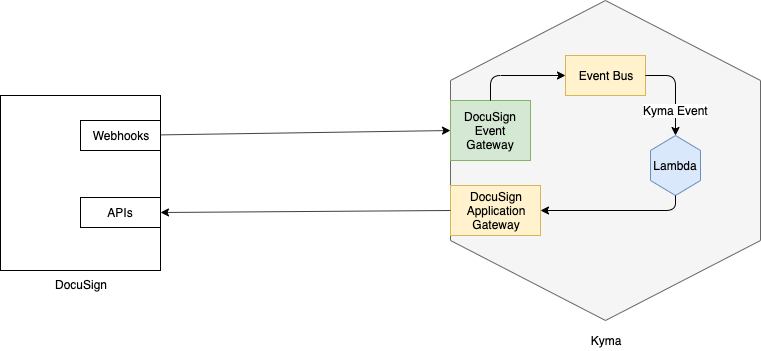 Event Bus
Kyma Event
DocuSign
Event
Gateway
Webhooks
Lambda
DocuSign
Application
Gateway
APIs
DocuSign
Kyma